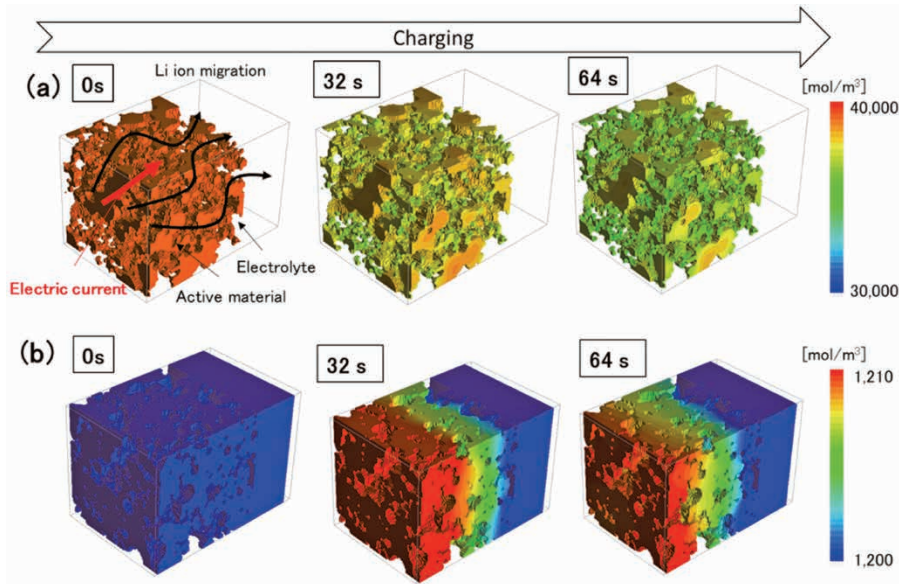 Charging
(a)
0s
Li ion migration
32 s
64 s
[mol/m³]
40,000
30,000
Electrolyte
Electric current
Active material
(b)
0s
32 s
64 s
[mol/m³]
1,210
1,200